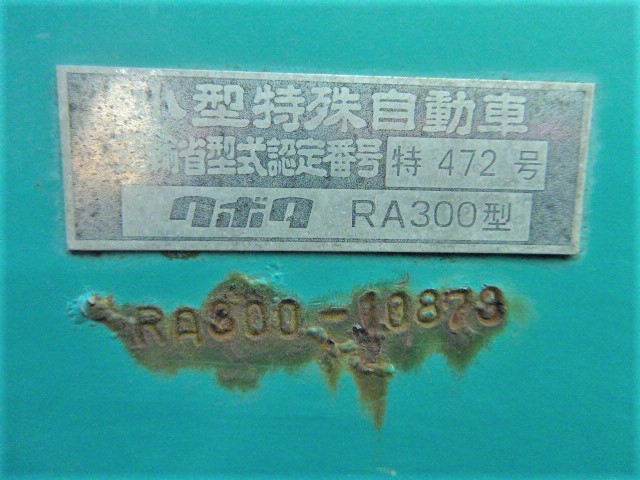 小型特殊自動車
省型式認定番号 特 472 号
クボタ RA300型
RA300-10873